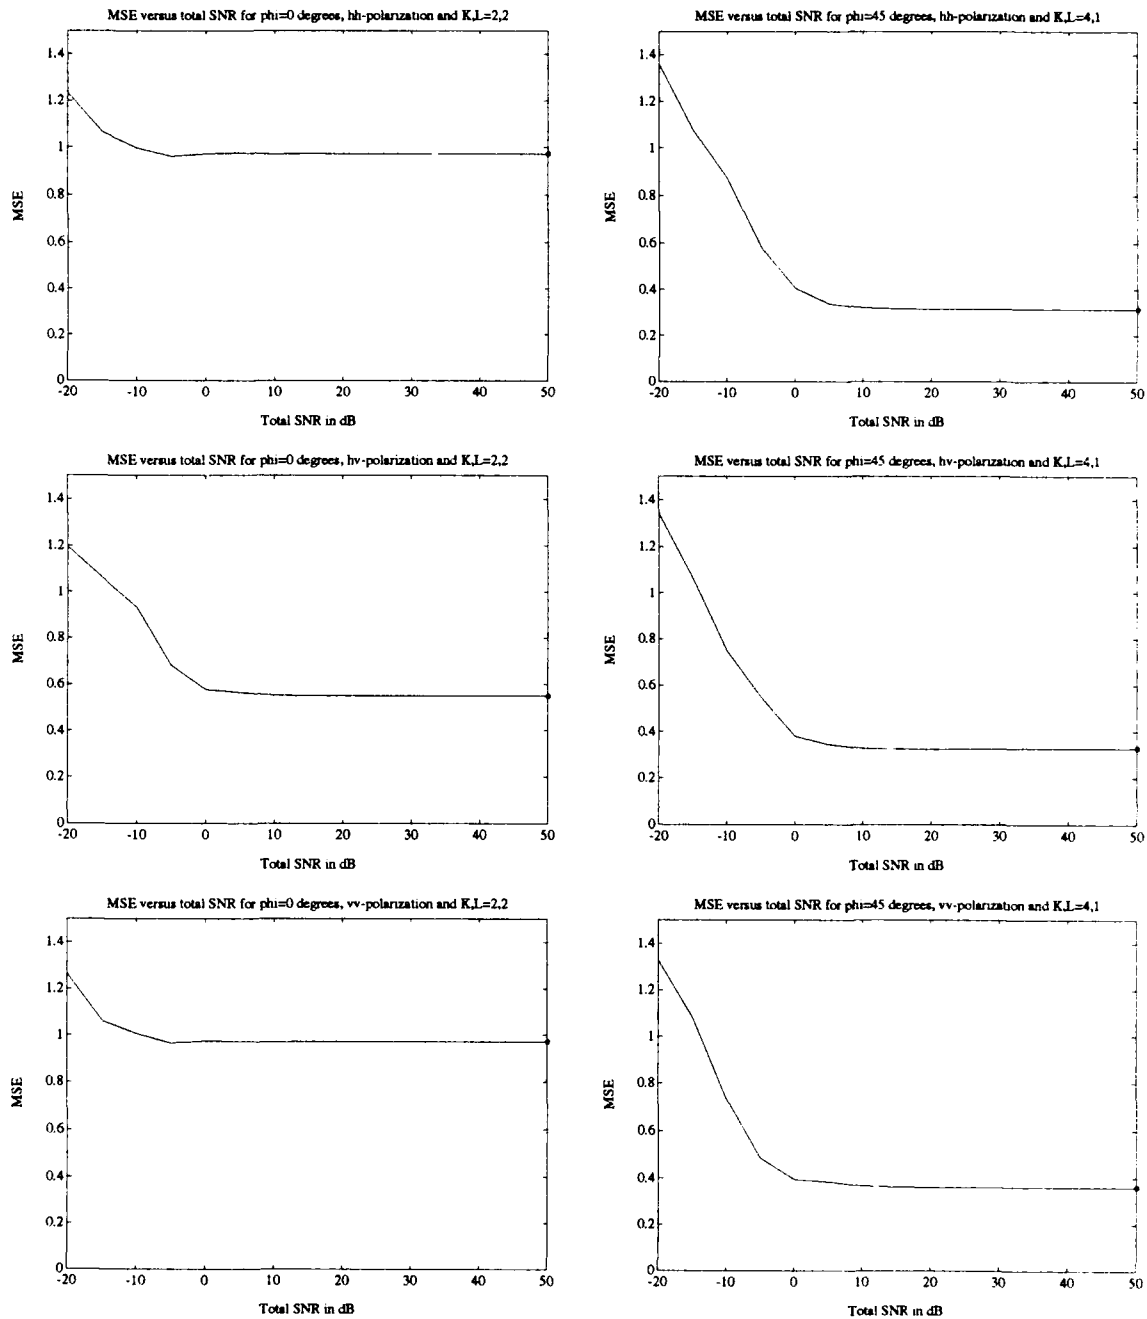 MSE versus total SNR for phi=0 degrees, hh-polarization and K,L=2,2
1.4
1.2
1
0.8
0.6
0.4
0.2
0
MSE
-20 -10 0 10 20 30 40 50
Total SNR in dB
MSE versus total SNR for phi=45 degrees, hh-polarization and K,L=4,1
1.4
1.2
1
0.8
0.6
0.4
0.2
0
MSE
-20 -10 0 10 20 30 40 50
Total SNR in dB
MSE versus total SNR for phi=0 degrees, hv-polarization and K,L=2,2
1.4
1.2
1
0.8
0.6
0.4
0.2
0
MSE
-20 -10 0 10 20 30 40 50
Total SNR in dB
MSE versus total SNR for phi=45 degrees, hv-polarization and K,L=4,1
1.4
1.2
1
0.8
0.6
0.4
0.2
0
MSE
-20 -10 0 10 20 30 40 50
Total SNR in dB
MSE versus total SNR for phi=0 degrees, vv-polarization and K,L=2,2
1.4
1.2
1
0.8
0.6
0.4
0.2
0
MSE
-20 -10 0 10 20 30 40 50
Total SNR in dB
MSE versus total SNR for phi=45 degrees, vv-polarization and K,L=4,1
1.4
1.2
1
0.8
0.6
0.4
0.2
0
MSE
-20 -10 0 10 20 30 40 50
Total SNR in dB